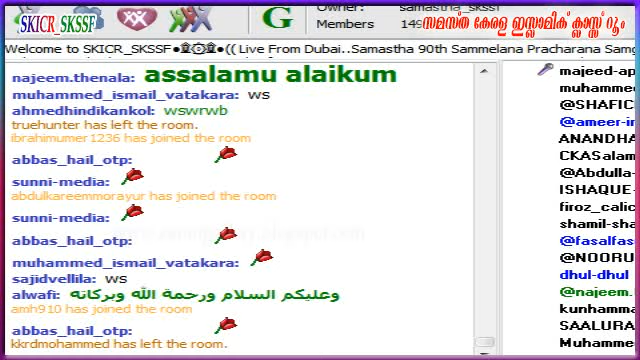 SKICR_SKSSF
G
Owner: samastha_skssf
Members 149
സമസ്ത കേരള ഇസ്ലാമിക് ക്ലാസ്സ് റൂം
Welcome to SKICR_SKSSF●۩۞۩●(( Live From Dubai..Samastha 90th Sammelana Pracharana Samg
najeem.thenala: assalamu alaikum
muhammed_ismail_vatakara: ws
ahmedhindikankol: wswrwb
truehunter has left the room.
ibrahimumer1236 has joined the room
abbas_hail_otp:
sunni-media:
abdulkareemmorayur has joined the room
sunni-media:
abbas_hail_otp:
muhammed_ismail_vatakara:
sajidvellila: ws
alwafi: وعليكم السلام ورحمة الله وبركاته
amh910 has joined the room
abbas_hail_otp:
kkrdmohammed has left the room.
majeed-ap
muhamme
@SHAFIC
@ameer-ir
ANANDHA
CKASalam
@Abdulla-
ISHAQUE-
firoz_calic
shamil-sha
@fasalfas
@NOORU
dhul-dhul
@najeem.
kunhamma
SAALURA
Muhamme